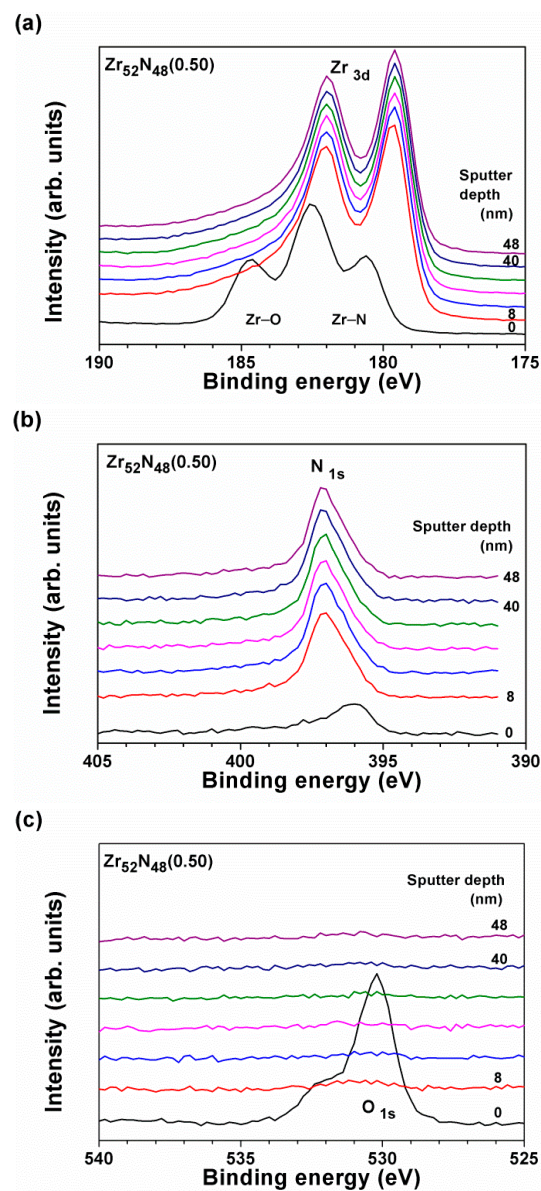 (a)
Zr52N48(0.50)
Zr 3d
Sputter
depth
(nm)
48
40
8
0
Zr–O
Zr–N
Intensity (arb. units)
190
185
180
175
Binding energy (eV)
(b)
Zr52N48(0.50)
N 1s
Sputter depth
(nm)
48
40
8
0
Intensity (arb. units)
405
400
395
390
Binding energy (eV)
(c)
Zr52N48(0.50)
Sputter depth
(nm)
48
40
8
0
O 1s
Intensity (arb. units)
540
535
530
525
Binding energy (eV)